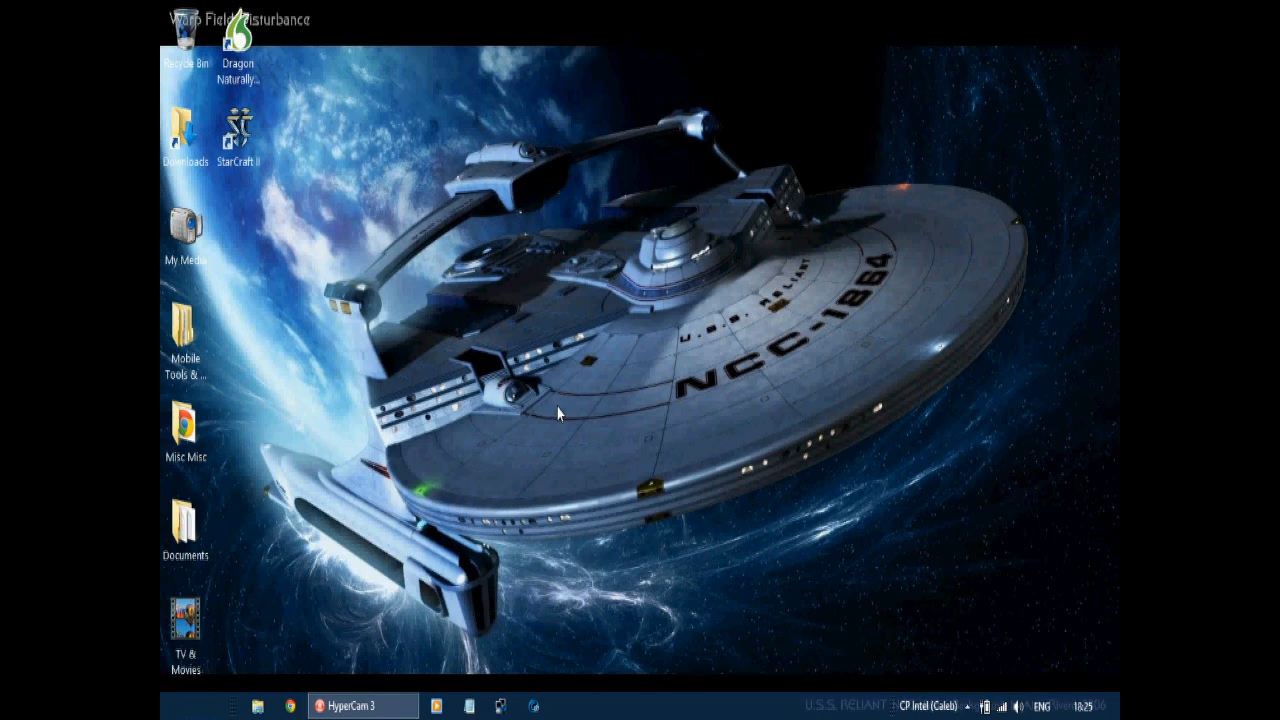 Warp Field Disturbance
Recycle Bin
Dragon
Naturally...
Downloads
StarCraft II
My Media
Mobile
Tools & ...
Misc Misc
Documents
TV &
Movies
U.S.S. RELIANT
NCC-1864
HyperCam 3
U.S.S. RELIANT
CP Intel (Caleb)
ENG
18:25